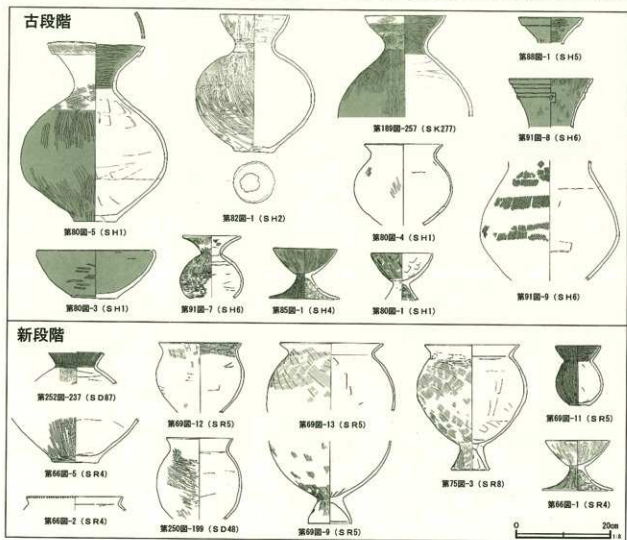 古段階
第80図-5 (SH1)
第82図-1 (SH2)
第189図-257 (SK277)
第88図-1 (SH5)
第91図-8 (SH6)
第80図-4 (SH1)
第80図-3 (SH1)
第91図-7 (SH6)
第85図-1 (SH4)
第80図-1 (SH1)
第91図-9 (SH6)
新段階
第252図-237 (SD87)
第69図-12 (SR5)
第69図-13 (SR5)
第69図-11 (SR5)
第66図-5 (SR4)
第75図-3 (SR8)
第66図-2 (SR4)
第250図-199 (SD48)
第69図-9 (SR5)
第66図-1 (SR4)
0 20cm
1:8